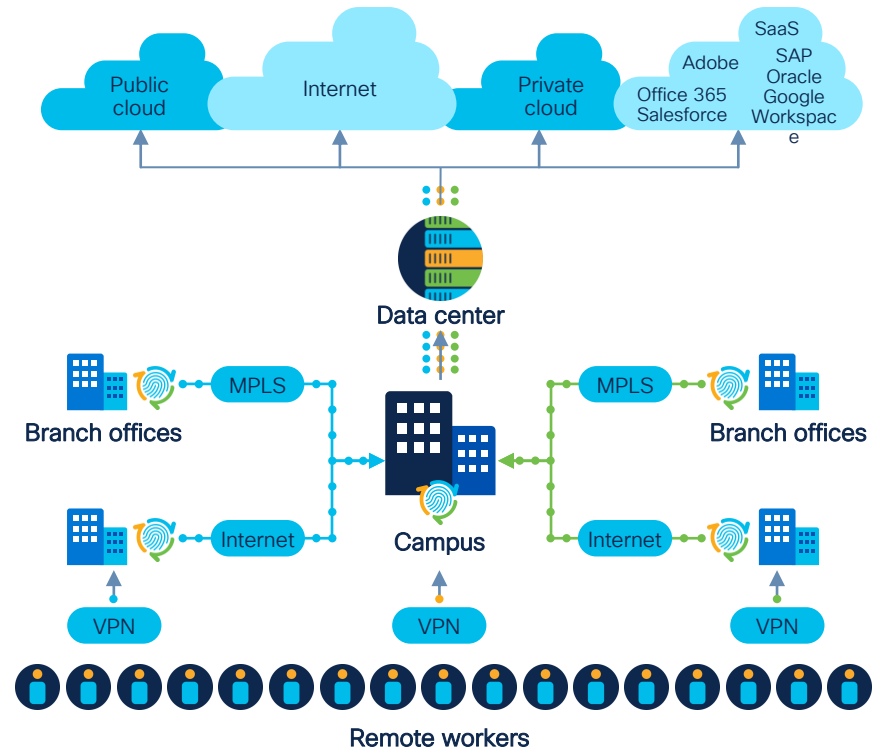 SaaS
Public
cloud
Internet
Private
cloud
Adobe
Office 365
Salesforce
SAP
Oracle
Google
Workspac
e
Data center
MPLS
MPLS
Branch offices
Branch offices
Internet
Campus
Internet
VPN
VPN
VPN
Remote workers